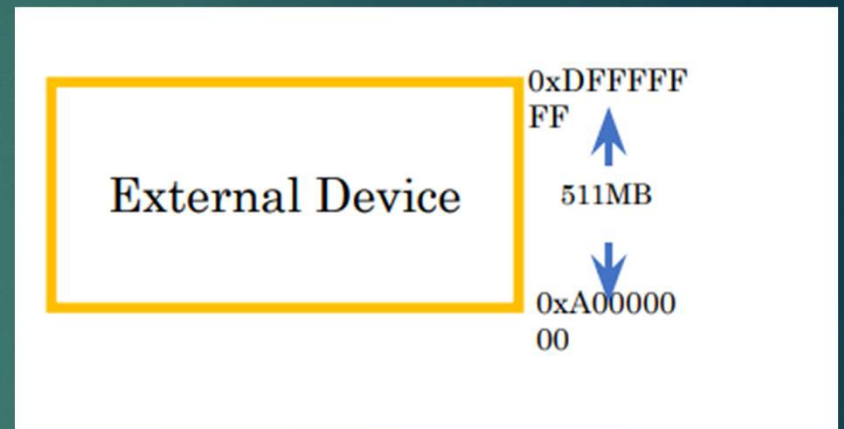 0xDFFFFF
FF
External Device
511MB
0xA00000
00